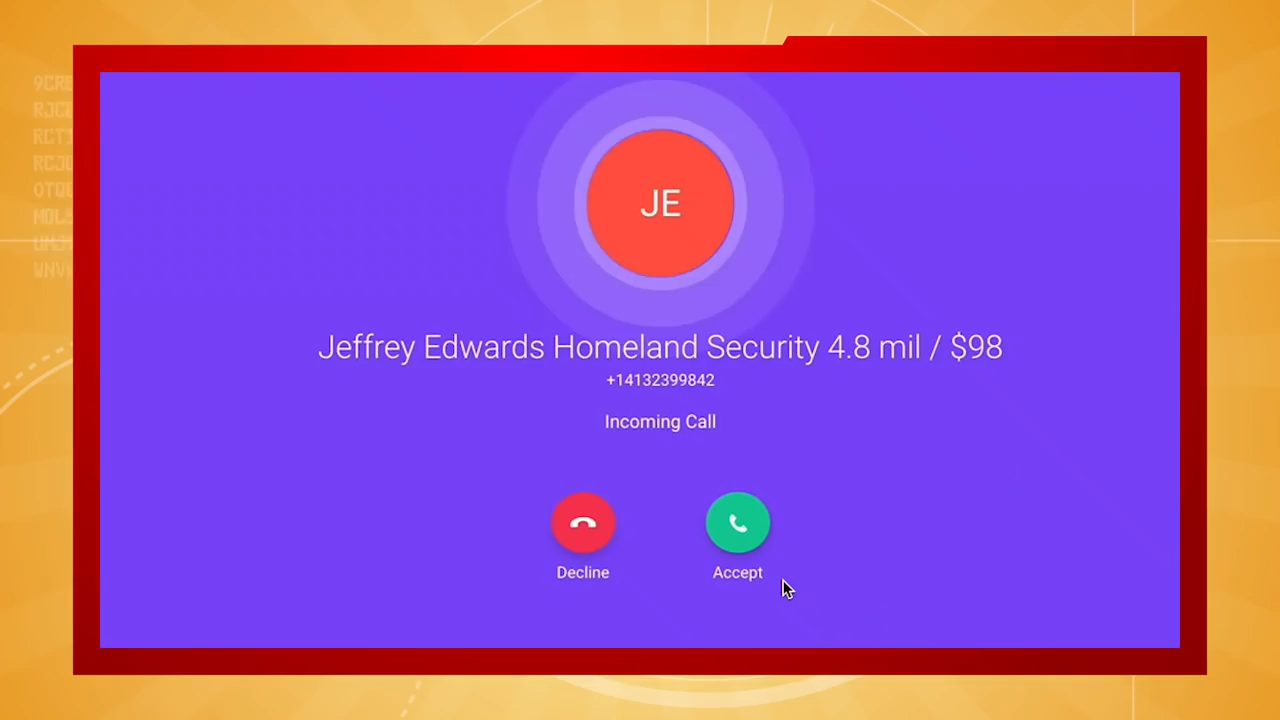 JE
Jeffrey Edwards Homeland Security 4.8 mil / $98
+14132399842
Incoming Call
Decline
Accept